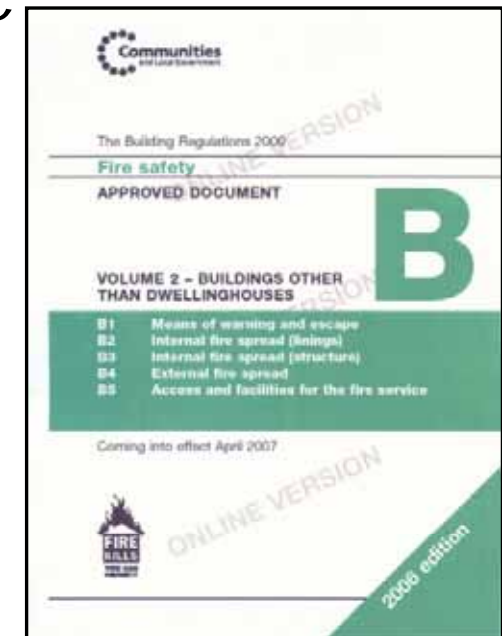 Communities
and Local Government
The Building Regulations 2000
Fire safety
APPROVED DOCUMENT
B
VOLUME 2 – BUILDINGS OTHER
THAN DWELLINGHOUSES
B1 Means of warning and escape
B2 Internal fire spread (linings)
B3 Internal fire spread (structure)
B4 External fire spread
B5 Access and facilities for the fire service
Coming into effect April 2007
FIRE
KILLS
2006 edition
ONLINE VERSION
ONLINE VERSION
ONLINE VERSION